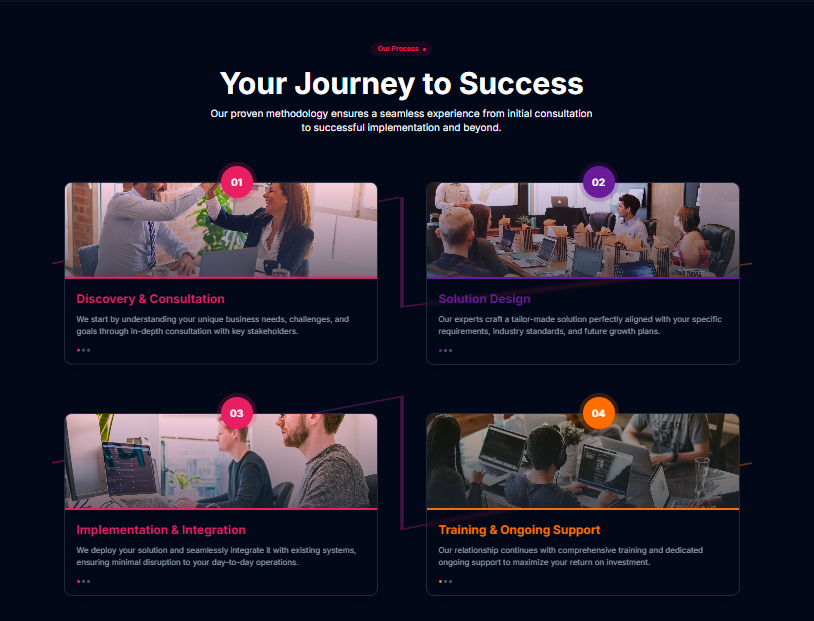 Our Process
Your Journey to Success
Our proven methodology ensures a seamless experience from initial consultation
to successful implementation and beyond.
01
Discovery & Consultation
We start by understanding your unique business needs, challenges, and
goals through in-depth consultation with key stakeholders.
02
Solution Design
Our experts craft a tailor-made solution perfectly aligned with your specific
requirements, industry standards, and future growth plans.
03
Implementation & Integration
We deploy your solution and seamlessly integrate it with existing systems,
ensuring minimal disruption to your day-to-day operations.
04
Training & Ongoing Support
Our relationship continues with comprehensive training and dedicated
ongoing support to maximize your return on investment.